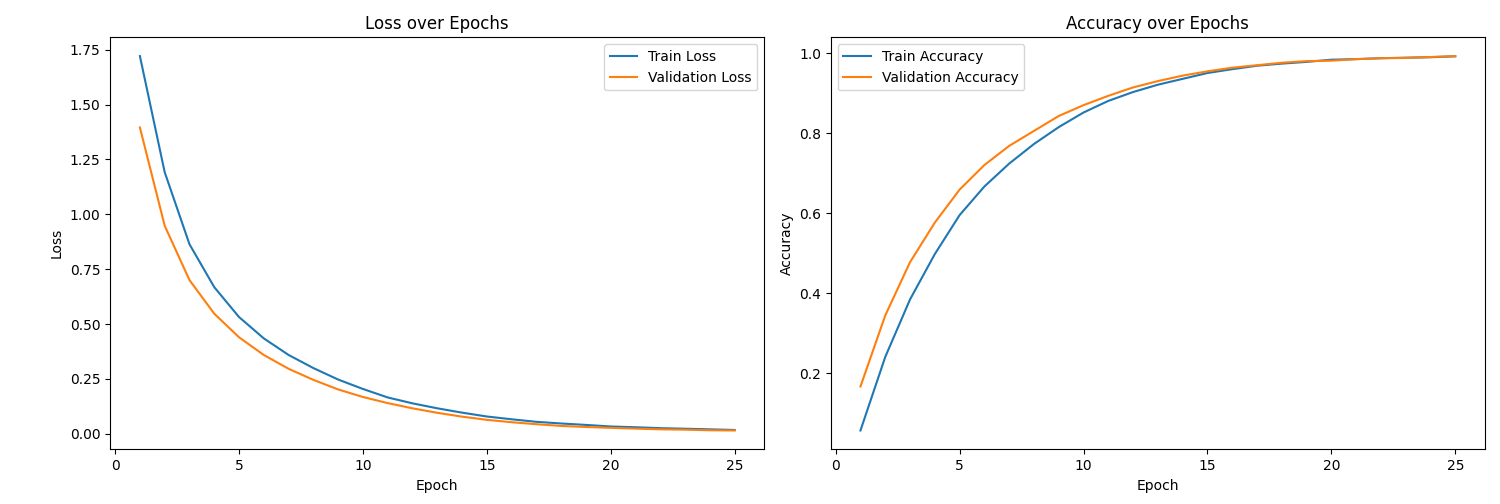 Loss over Epochs
1.75
1.50
1.25
1.00
0.75
0.50
0.25
0.00
Loss
0 5 10 15 20 25
Epoch
Train Loss
Validation Loss
Accuracy over Epochs
1.0
0.8
0.6
0.4
0.2
Accuracy
0 5 10 15 20 25
Epoch
Train Accuracy
Validation Accuracy